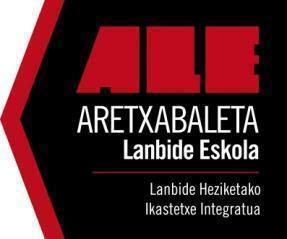 ALE
ARETXABALETA
Lanbide Eskola
Lanbide Heziketako
Ikastetxe Integratua